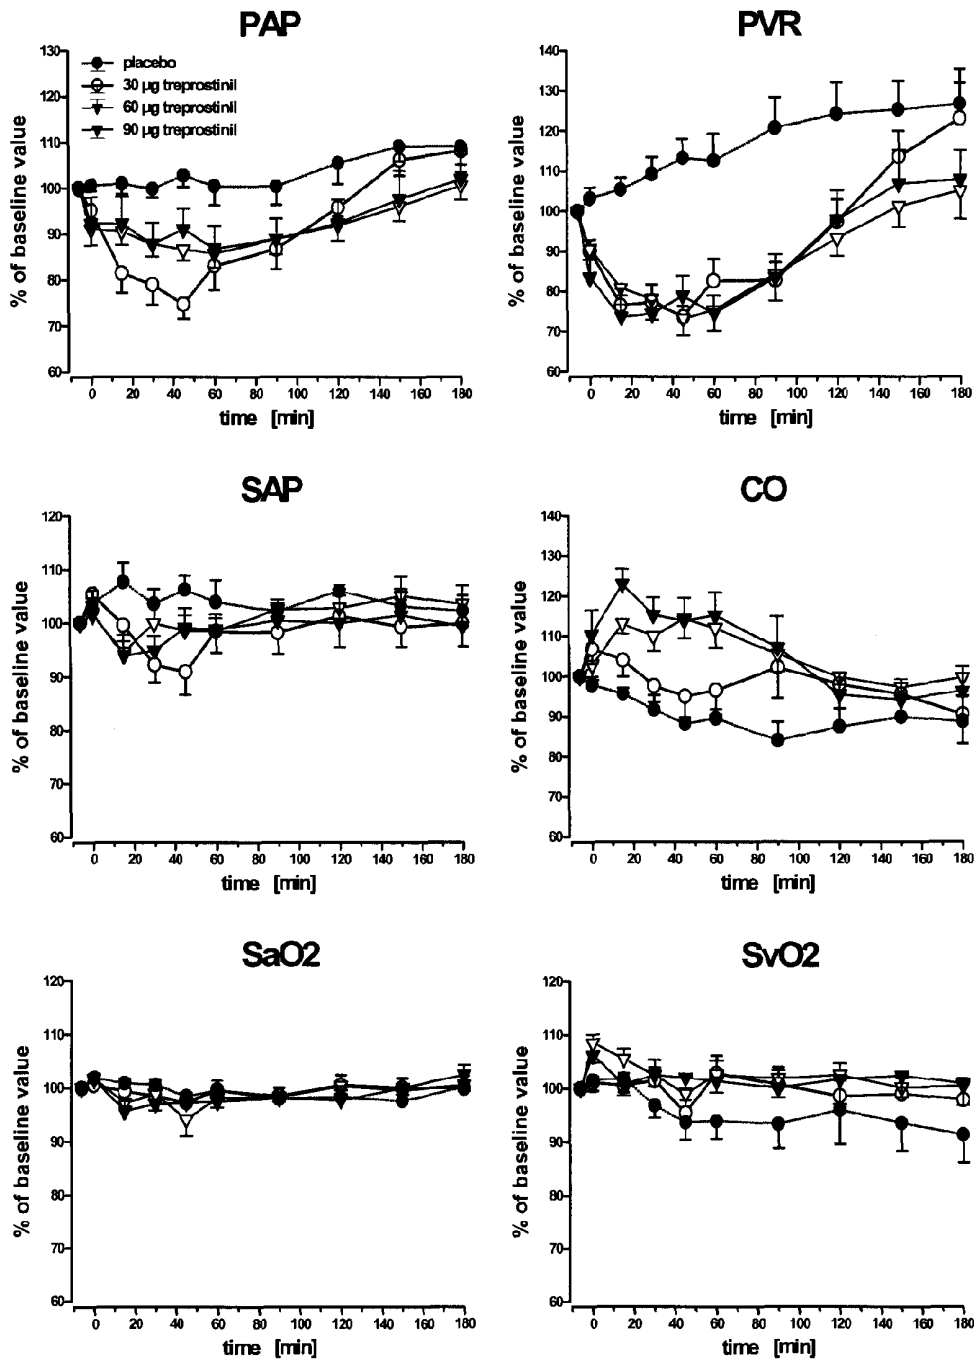 PAP
130
120
110
100
90
80
70
60
% of baseline value
placebo
30 µg treprostinil
60 µg treprostinil
90 µg treprostinil
0 20 40 60 80 100 120 140 160 180
time [min]
PVR
140
130
120
110
100
90
80
70
60
% of baseline value
0 20 40 60 80 100 120 140 160 180
time [min]
SAP
120
110
100
90
80
70
60
% of baseline value
0 20 40 60 80 100 120 140 160 180
time [min]
CO
140
130
120
110
100
90
80
70
60
% of baseline value
0 20 40 60 80 100 120 140 160 180
time [min]
SaO2
120
110
100
90
80
70
60
% of baseline value
0 20 40 60 80 100 120 140 160 180
time [min]
SvO2
120
110
100
90
80
70
60
% of baseline value
0 20 40 60 80 100 120 140 160 180
time [min]